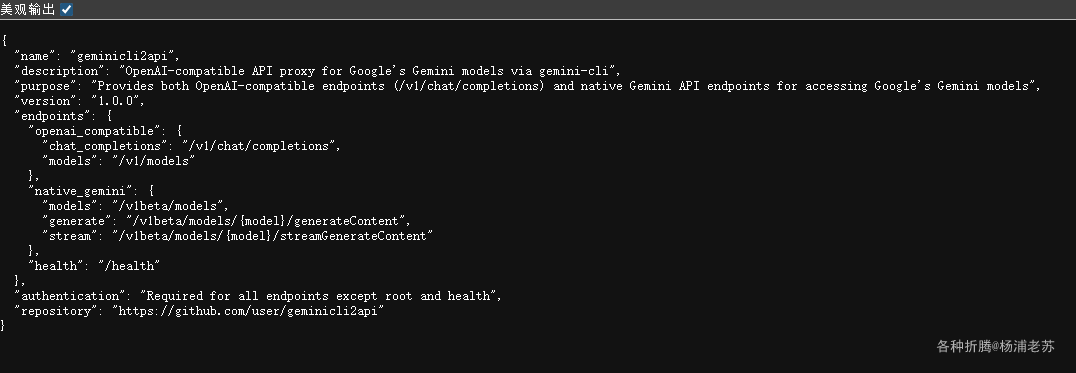 美观输出
{
  "name": "geminicli2api",
  "description": "OpenAI-compatible API proxy for Google's Gemini models via gemini-cli",
  "purpose": "Provides both OpenAI-compatible endpoints (/v1/chat/completions) and native Gemini API endpoints for accessing Google's Gemini models",
  "version": "1.0.0",
  "endpoints": {
    "openai_compatible": {
      "chat_completions": "/v1/chat/completions",
      "models": "/v1/models"
    },
    "native_gemini": {
      "models": "/v1beta/models",
      "generate": "/v1beta/models/{model}/generateContent",
      "stream": "/v1beta/models/{model}/streamGenerateContent"
    },
    "health": "/health"
  },
  "authentication": "Required for all endpoints except root and health",
  "repository": "https://github.com/user/geminicli2api"
}
各种折腾@杨浦老苏